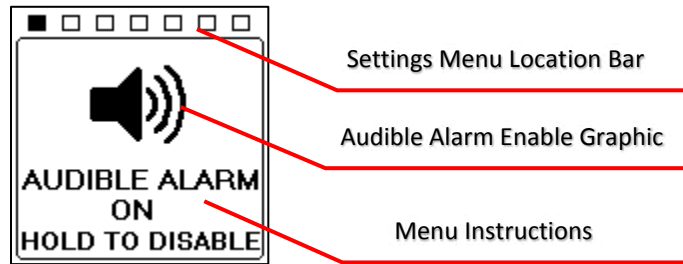 Settings Menu Location Bar
Audible Alarm Enable Graphic
AUDIBLE ALARM
ON
HOLD TO DISABLE
Menu Instructions